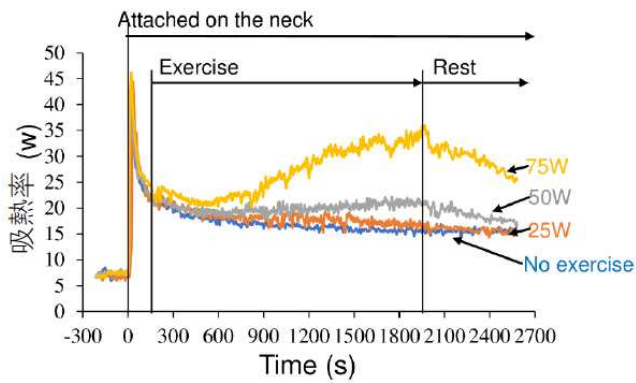 Attached on the neck
Exercise
Rest
吸熱率 (w)
50
45
40
35
30
25
20
15
10
5
0
75W
50W
25W
No exercise
-300 0 300 600 900 1200 1500 1800 2100 2400 2700
Time (s)